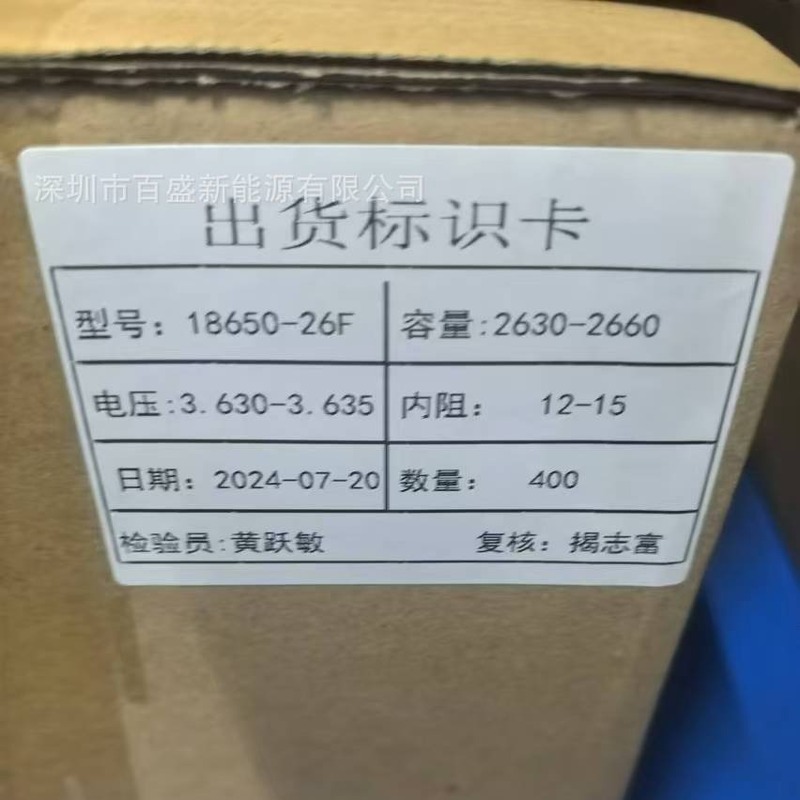 深圳市百盛新能源有限公司
出货标识卡
型号: 18650-26F 容量:2630-2660
电压:3.630-3.635 内阻: 12-15
日期: 2024-07-20 数量: 400
检验员:黄跃敏 复核: 揭志富